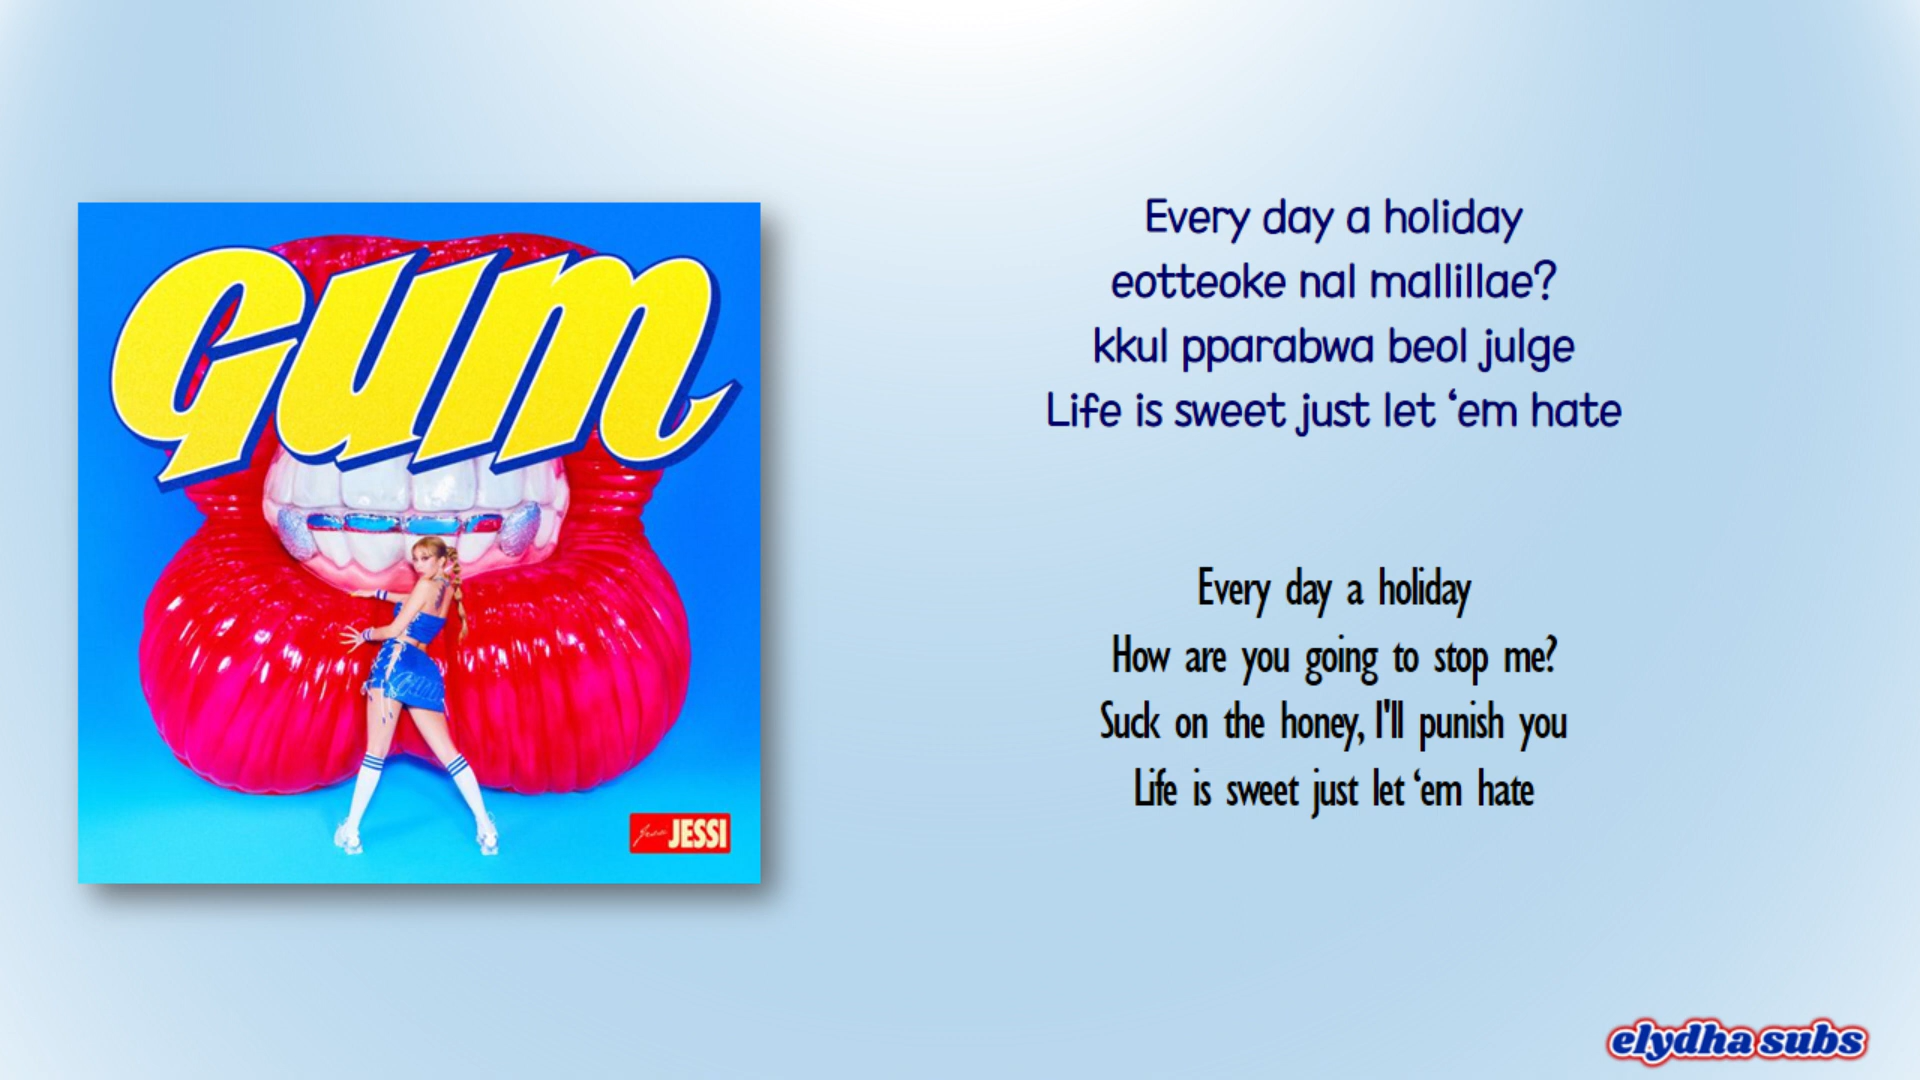 Gum
JESSI
Every day a holiday
eotteoke nal mallillae?
kkul pparabwa beol julge
Life is sweet just let ‘em hate
Every day a holiday
How are you going to stop me?
Suck on the honey, I'll punish you
Life is sweet just let ‘em hate
elydha subs